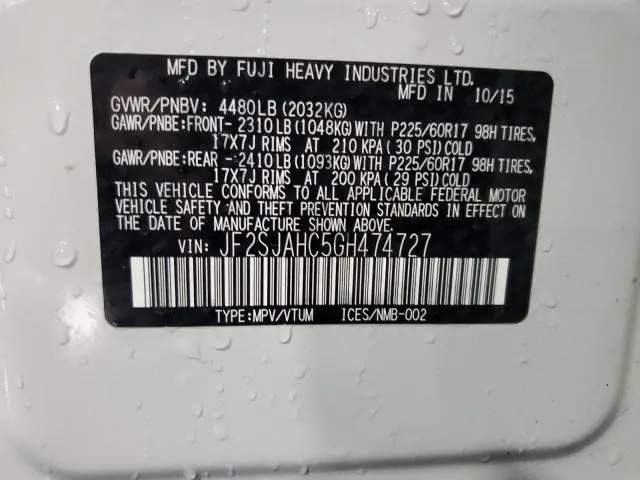 MFD BY FUJI HEAVY INDUSTRIES LTD.
MFD IN 10/15
GVWR/PNBV: 4480LB (2032KG)
GAWR/PNBE:FRONT- 2310LB (1048KG) WITH P225/60R17 98H TIRES,
17X7J RIMS AT 210 KPA ( 30 PSI) COLD
GAWR/PNBE:REAR - 2410LB (1093KG) WITH P225/60R17 98H TIRES,
17X7J RIMS AT 200 KPA ( 29 PSI) COLD
THIS VEHICLE CONFORMS TO ALL APPLICABLE FEDERAL MOTOR
VEHICLE SAFETY AND THEFT PREVENTION STANDARDS IN EFFECT ON
THE DATE OF MANUFACTURE SHOWN ABOVE.
VIN: JF2SJAHC5GH474727
TYPE:MPV/VTUM ICES/NMB-002